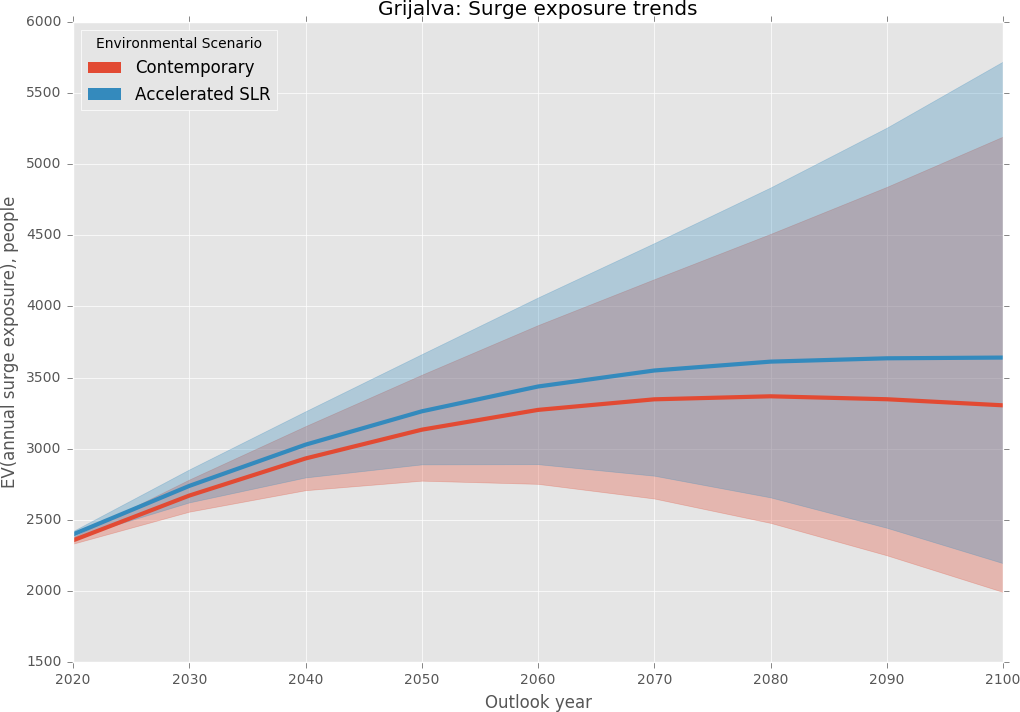 Grijalva: Surge exposure trends
Environmental Scenario
Contemporary
Accelerated SLR
EV(annual surge exposure), people
6000
5500
5000
4500
4000
3500
3000
2500
2000
1500
2020 2030 2040 2050 2060 2070 2080 2090 2100
Outlook year